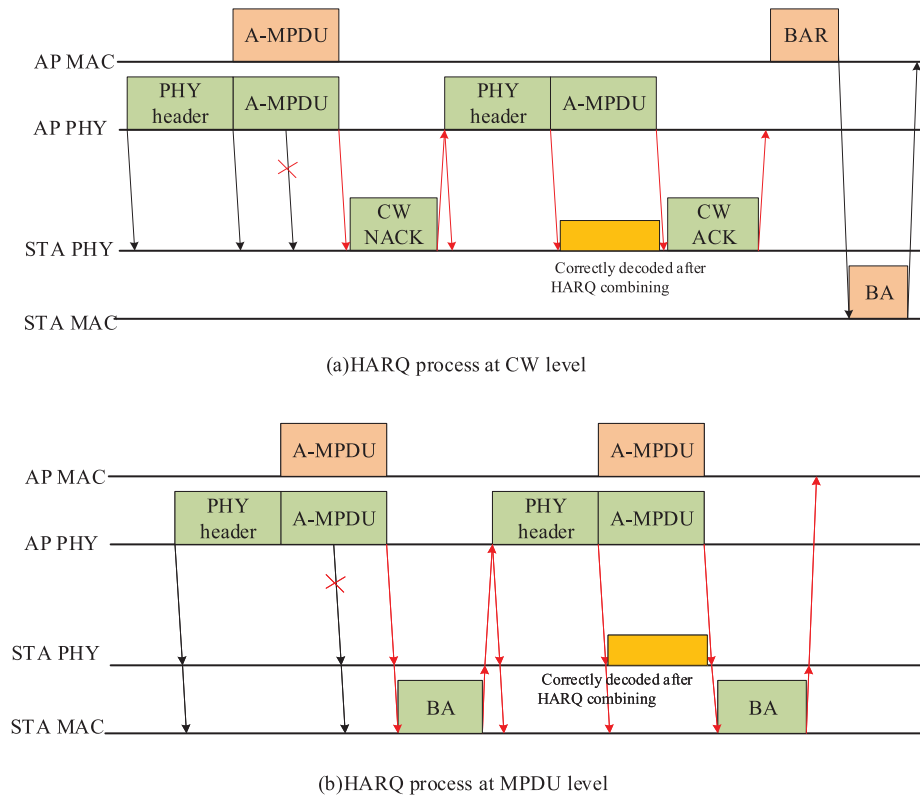 A-MPDU
BAR
AP MAC
PHY
header
A-MPDU
PHY
header
A-MPDU
AP PHY
CW
NACK
CW
ACK
STA PHY
Correctly decoded after
HARQ combining
BA
STA MAC
(a)HARQ process at CW level
A-MPDU
A-MPDU
AP MAC
PHY
header
A-MPDU
PHY
header
A-MPDU
AP PHY
STA PHY
Correctly decoded after
HARQ combining
BA
BA
STA MAC
(b)HARQ process at MPDU level